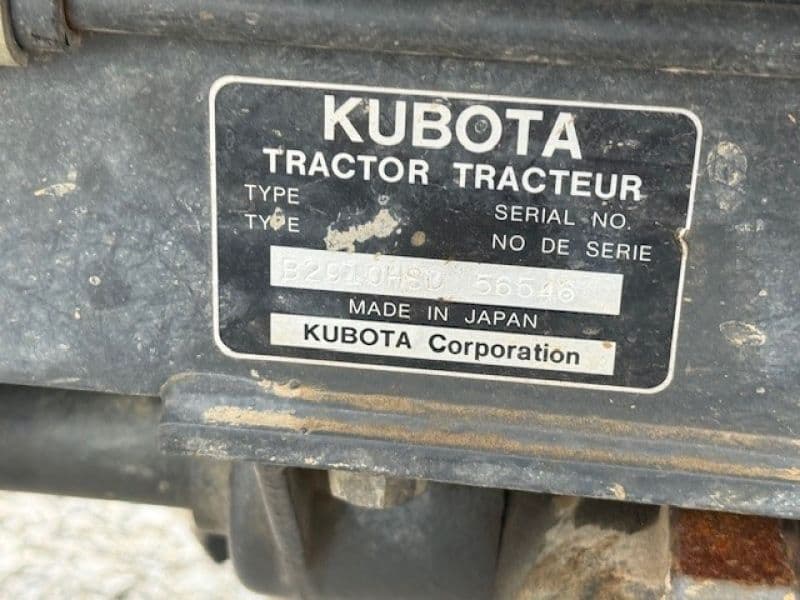 KUBOTA
TRACTOR TRACTEUR
TYPE
TYPE
SERIAL NO.
NO DE SERIE
B2910HSD 56546
MADE IN JAPAN
KUBOTA Corporation